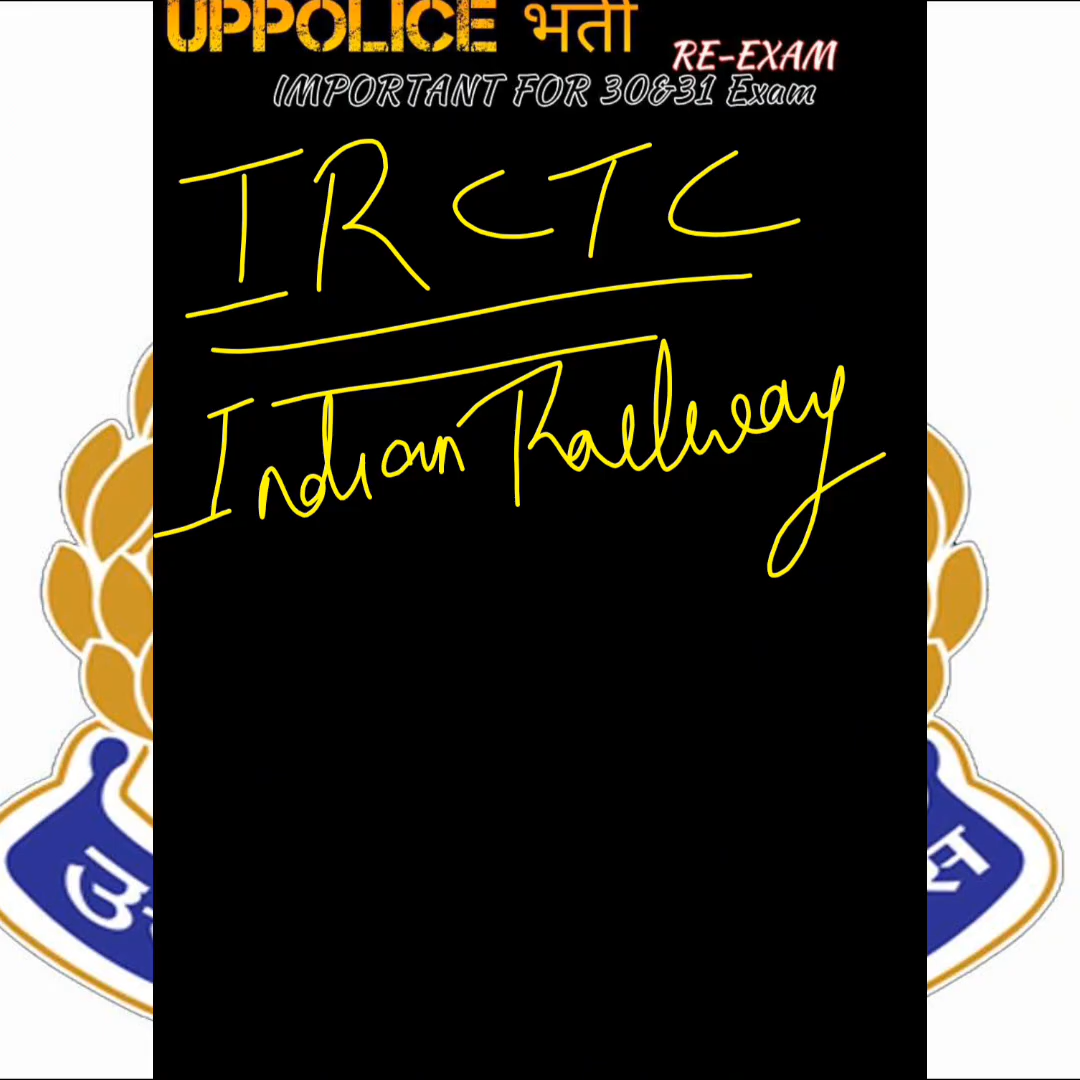 UPPOLICE भर्ती
RE-EXAM
IMPORTANT FOR 30&31 Exam
IRCTC
Indian Railway